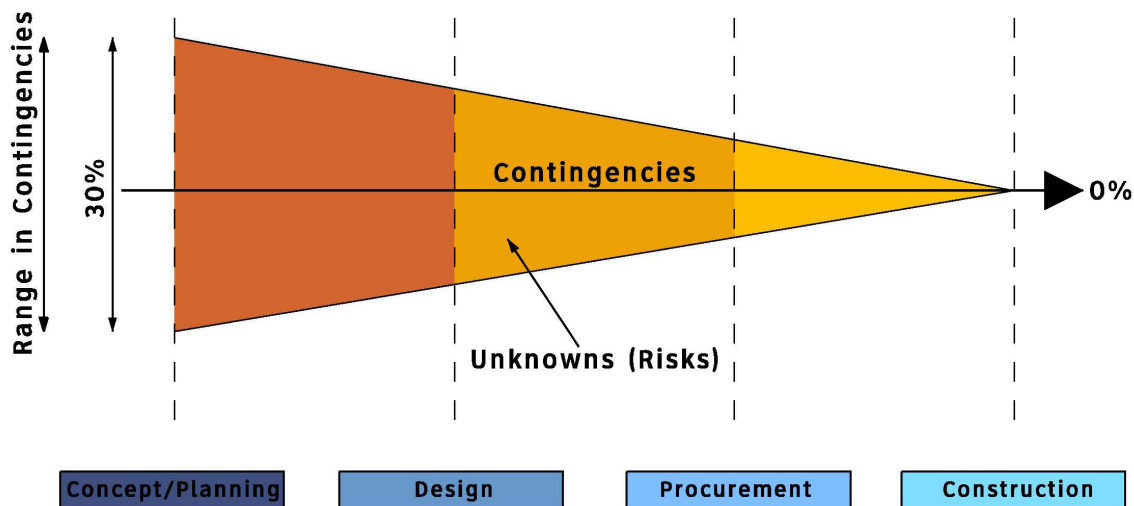 Range in Contingencies
30%
Contingencies
0%
Unknowns (Risks)
Concept/Planning
Design
Procurement
Construction